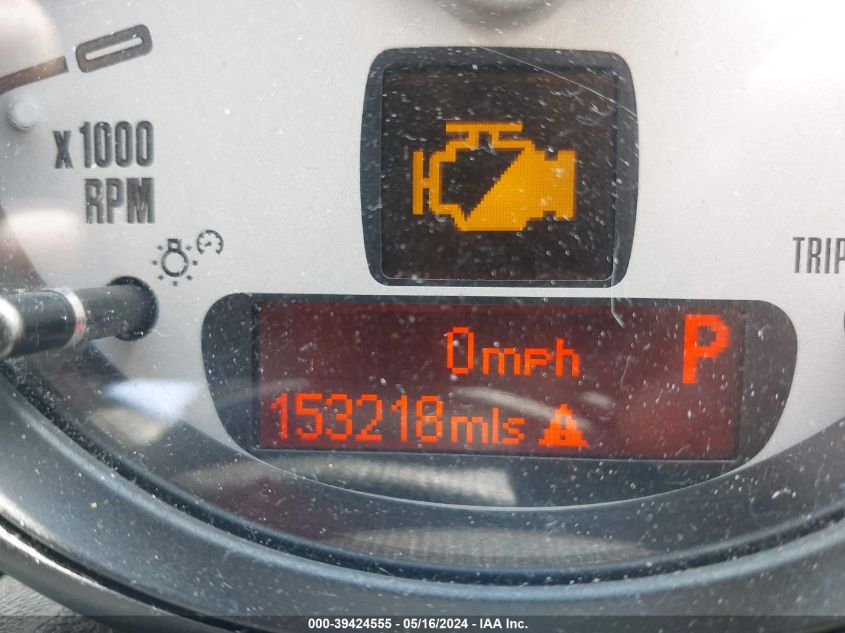 x1000
RPM
TRIP
0mph
P
153218mls
000-39424555 - 05/16/2024 - IAA Inc.